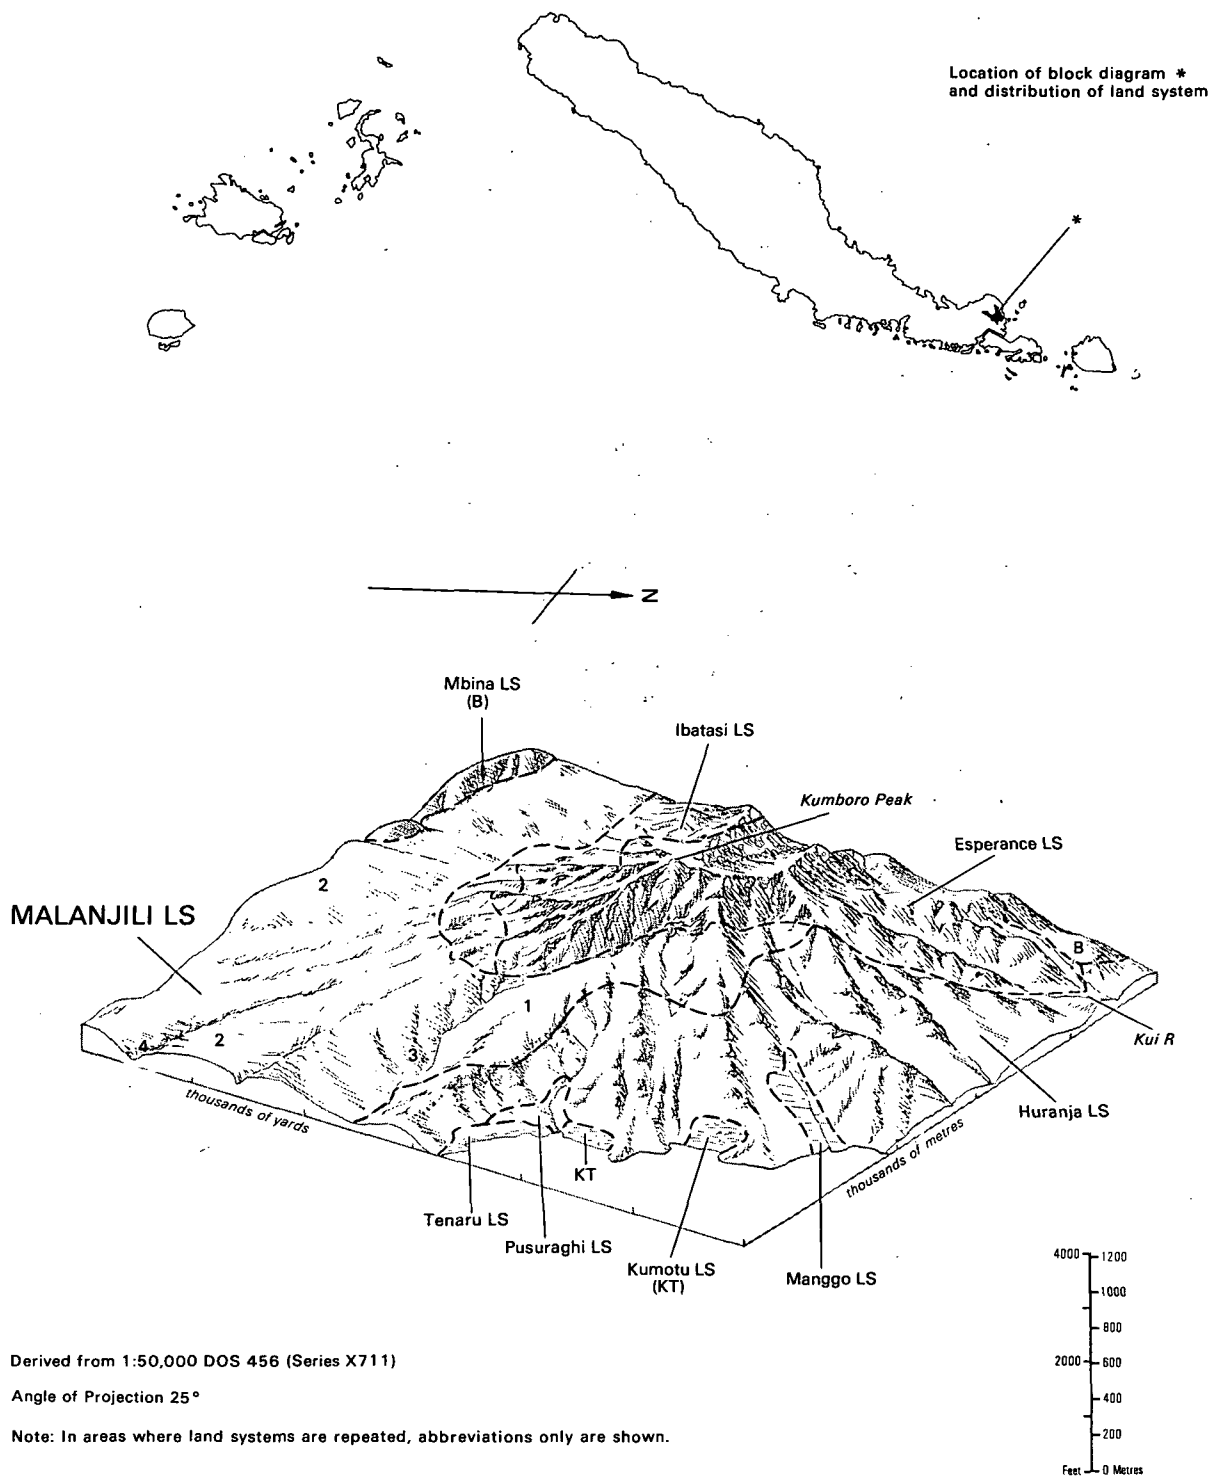 Location of block diagram *
and distribution of land system
*
N
Mbina LS
(B)
Ibatasi LS
Kumboro Peak
Esperance LS
2
MALANJILI LS
B
1
4
2
3
Kui R
thousands of yards
Huranja LS
thousands of metres
KT
Tenaru LS
Pusuraghi LS
Kumotu LS
(KT)
Manggo LS
4000 1200
1000
800
2000 600
400
200
Feet 0 Metres
Derived from 1:50,000 DOS 456 (Series X711)
Angle of Projection 25°
Note: In areas where land systems are repeated, abbreviations only are shown.